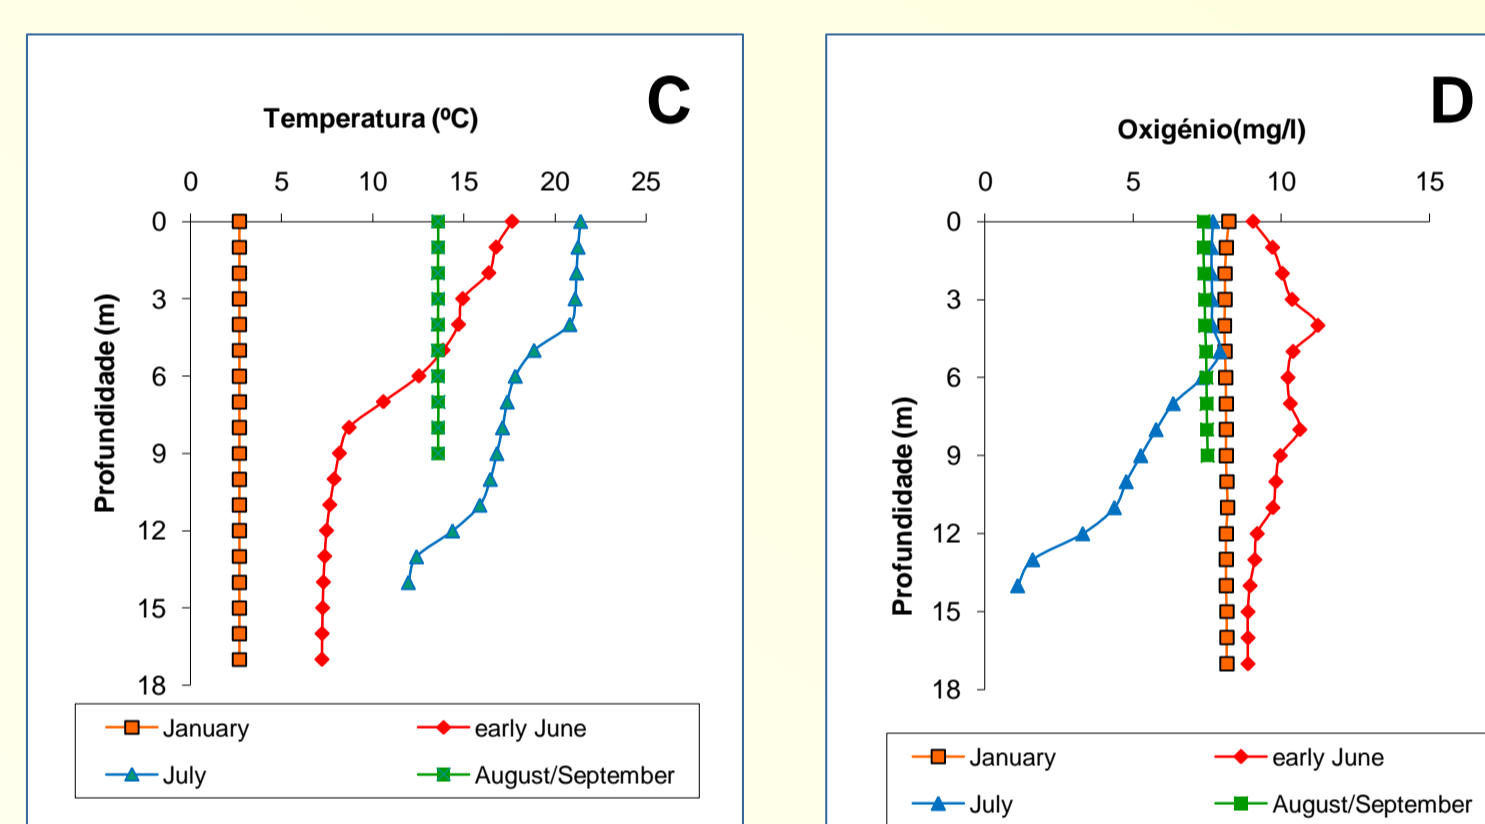 C
Temperatura (ºC)
0 5 10 15 20 25
0
3
6
9
12
15
18
Profundidade (m)
January
early June
July
August/September
D
Oxigénio(mg/l)
0 5 10 15
0
3
6
9
12
15
18
Profundidade (m)
January
early June
July
August/September